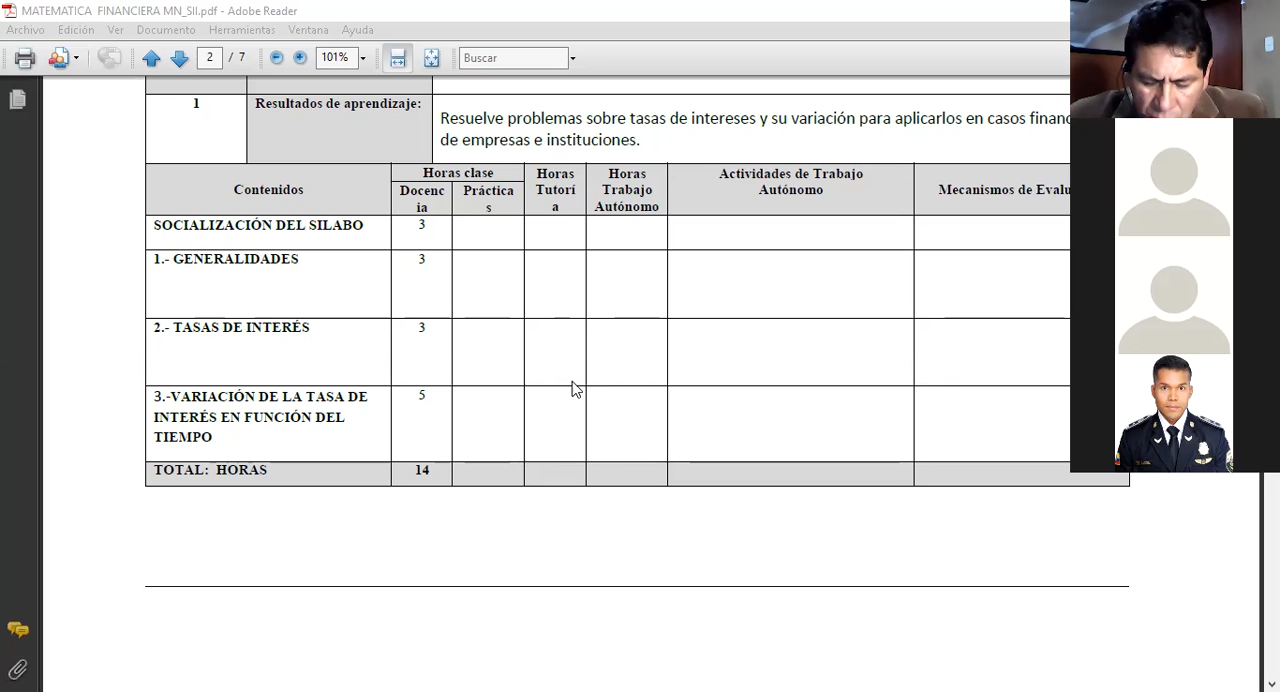 MATEMATICA FINANCIERA MN_SII.pdf - Adobe Reader
Archivo Edición Ver Documento Herramientas Ventana Ayuda
2 / 7 101% Buscar
1 Resultados de aprendizaje:
Resuelve problemas sobre tasas de intereses y su variación para aplicarlos en casos financ
de empresas e instituciones.
Contenidos
Horas clase
Docenc
ia
Práctica
s
Horas
Tutorí
a
Horas
Trabajo
Autónomo
Actividades de Trabajo
Autónomo
Mecanismos de Evalu
SOCIALIZACIÓN DEL SILABO 3
1.- GENERALIDADES 3
2.- TASAS DE INTERÉS 3
3.-VARIACIÓN DE LA TASA DE 5
INTERÉS EN FUNCIÓN DEL
TIEMPO
TOTAL: HORAS 14